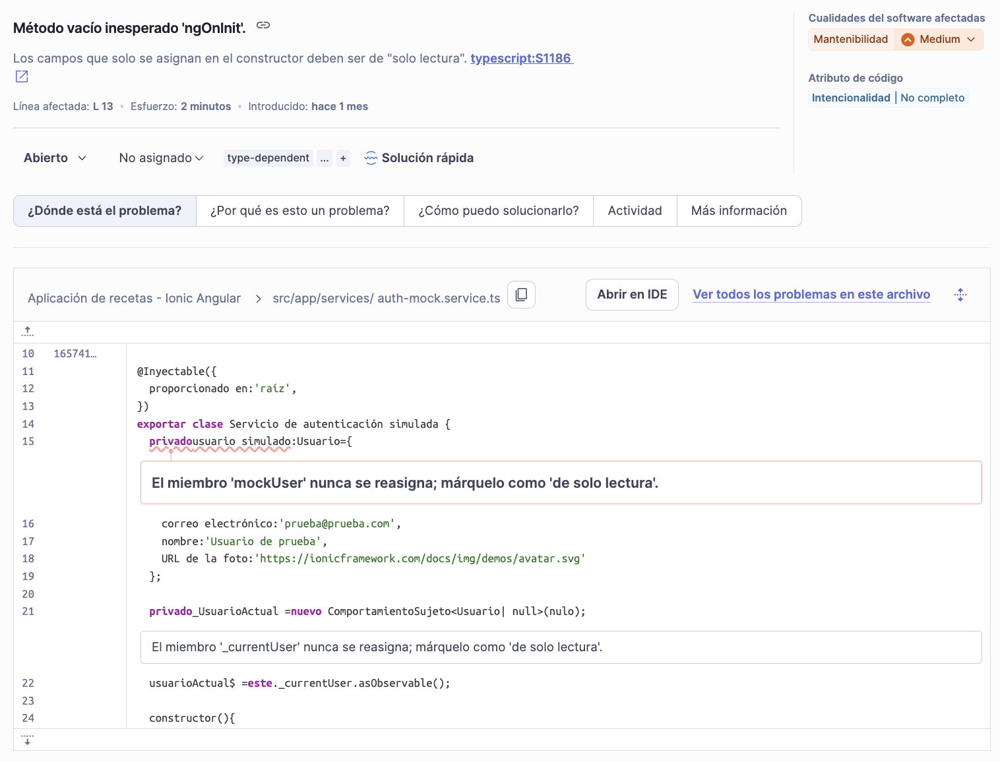 Método vacío inesperado 'ngOnInit'.
Los campos que solo se asignan en el constructor deben ser de "solo lectura". typescript:S1186
Línea afectada: L 13 • Esfuerzo: 2 minutos • Introducido: hace 1 mes
Cualidades del software afectadas
Mantenibilidad Medium
Atributo de código
Intencionalidad | No completo
Abierto No asignado type-dependent ... + Solución rápida
¿Dónde está el problema? ¿Por qué es esto un problema? ¿Cómo puedo solucionarlo? Actividad Más información
Aplicación de recetas - Ionic Angular > src/app/services/ auth-mock.service.ts Abrir en IDE Ver todos los problemas en este archivo
10 165741…
11 @Inyectable({
12 proporcionado en:'raíz',
13 })
14 exportar clase Servicio de autenticación simulada {
15 privadousuario simulado:Usuario={
El miembro 'mockUser' nunca se reasigna; márquelo como 'de solo lectura'.
16 correo electrónico:'prueba@prueba.com',
17 nombre:'Usuario de prueba',
18 URL de la foto:'https://ionicframework.com/docs/img/demos/avatar.svg'
19 };
20
21 privado_UsuarioActual =nuevo ComportamientoSujeto<Usuario| null>(nulo);
El miembro '_currentUser' nunca se reasigna; márquelo como 'de solo lectura'.
22 usuarioActual$ =este._currentUser.asObservable();
23
24 constructor(){